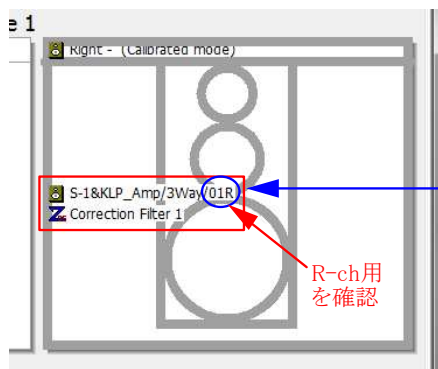 e 1
Right - (Calibrated mode)
S-1&KLP_Amp/3Way/01R
Correction Filter 1
R-ch用
を確認